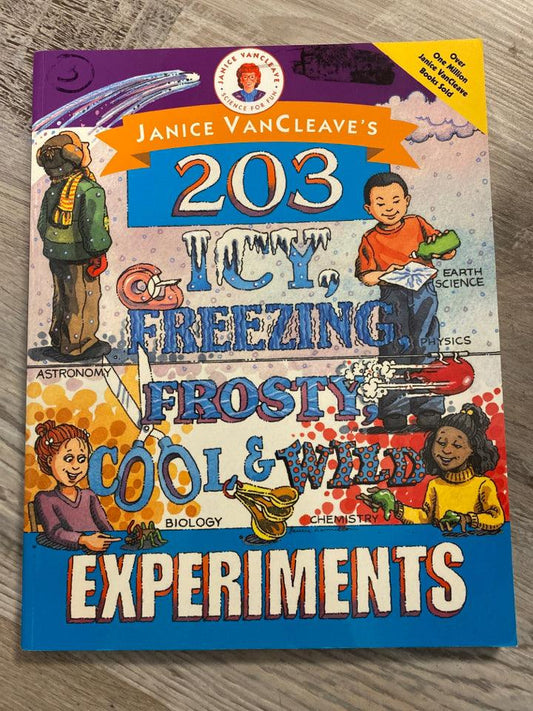 JANICE VANCLEAVE
SCIENCE FOR FUN
Over
One Million
Janice VanCleave
Books Sold
JANICE VANCLEAVE'S
203
ICY,
FREEZING,
FROSTY,
COOL, & WILD
EXPERIMENTS
EARTH
SCIENCE
PHYSICS
ASTRONOMY
BIOLOGY
CHEMISTRY